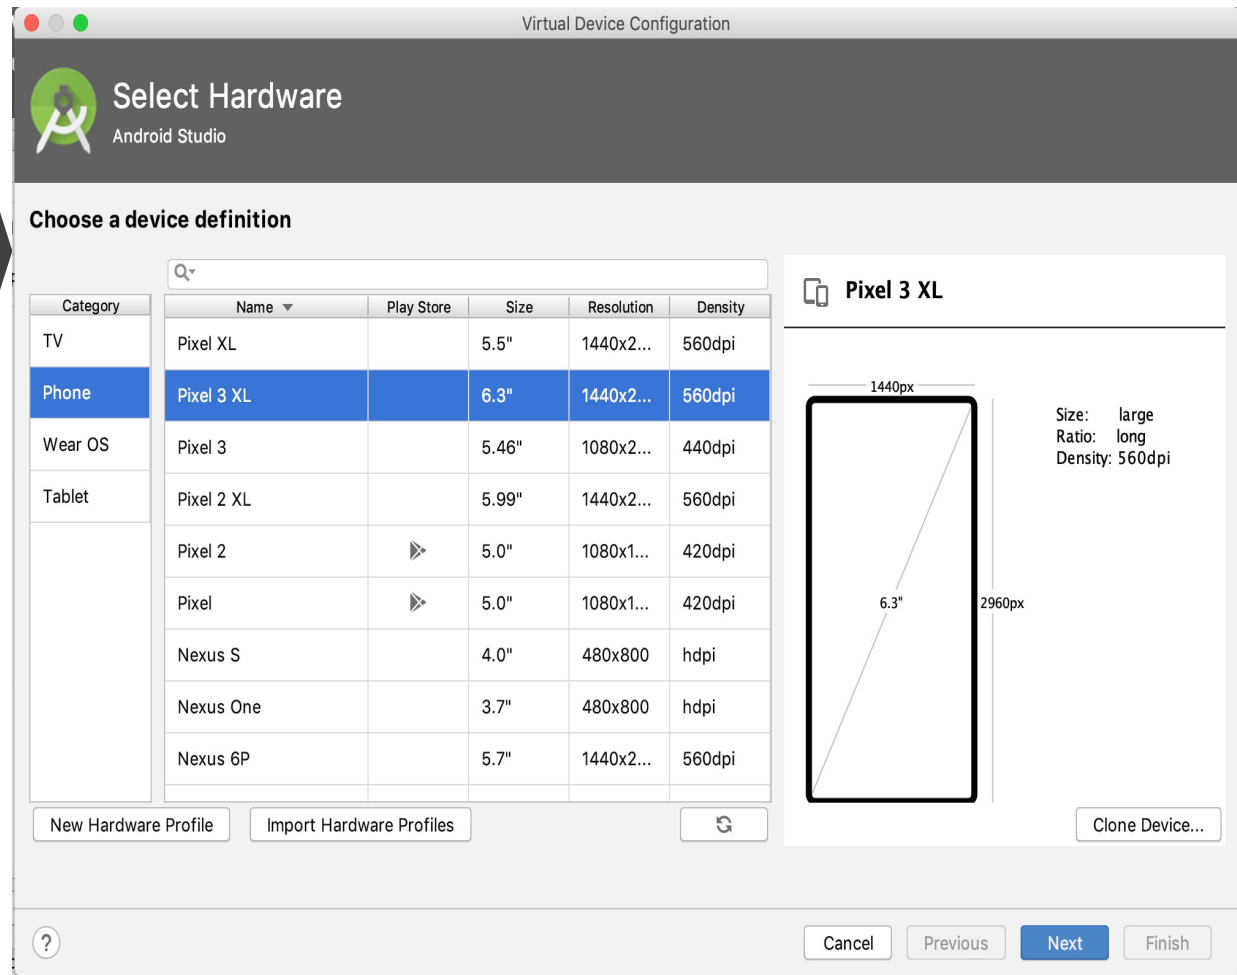 Virtual Device Configuration
Select Hardware
Android Studio
Choose a device definition
Category
TV
Phone
Wear OS
Tablet
Name Play Store Size Resolution Density
Pixel XL 5.5" 1440x2... 560dpi
Pixel 3 XL 6.3" 1440x2... 560dpi
Pixel 3 5.46" 1080x2... 440dpi
Pixel 2 XL 5.99" 1440x2... 560dpi
Pixel 2 5.0" 1080x1... 420dpi
Pixel 5.0" 1080x1... 420dpi
Nexus S 4.0" 480x800 hdpi
Nexus One 3.7" 480x800 hdpi
Nexus 6P 5.7" 1440x2... 560dpi
New Hardware Profile Import Hardware Profiles
Pixel 3 XL
1440px
Size: large
Ratio: long
Density: 560dpi
6.3" 2960px
Clone Device...
? Cancel Previous Next Finish